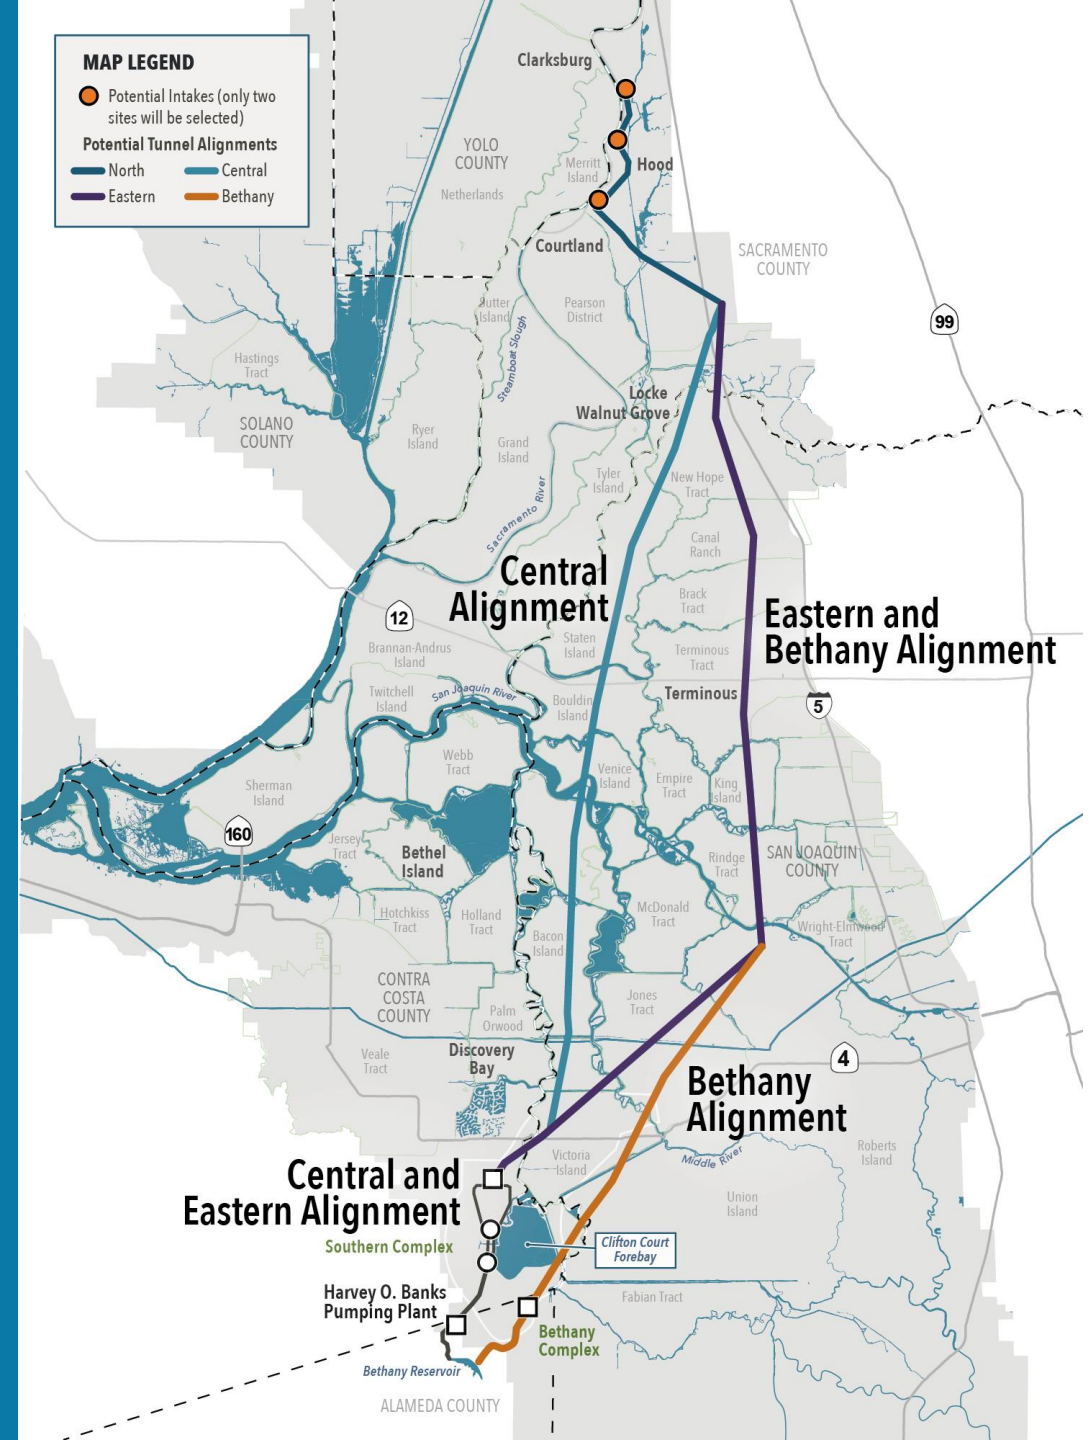 MAP LEGEND
Potential Intakes (only two
sites will be selected)
Potential Tunnel Alignments
North
Central
Eastern
Bethany
Clarksburg
YOLO
COUNTY
Netherlands
Merritt
Island
Hood
Courtland
SACRAMENTO
COUNTY
Sutter
Island
Pearson
District
Steamboat Slough
99
Hastings
Tract
SOLANO
COUNTY
Ryer
Island
Grand
Island
Locke
Walnut Grove
Tyler
Island
New Hope
Tract
Sacramento River
Canal
Ranch
Central
Alignment
Brack
Tract
Eastern and
Bethany Alignment
12
Brannan-Andrus
Island
Staten
Island
Terminous
Tract
Twitchell
Island
San Joaquin River
Bouldin
Island
Terminous
5
Webb
Tract
Venice
Island
Empire
Tract
King
Island
Sherman
Island
160
Jersey
Tract
Bethel
Island
Rindge
Tract
SAN JOAQUIN
COUNTY
Hotchkiss
Tract
Holland
Tract
Bacon
Island
McDonald
Tract
Wright-Elmwood
Tract
CONTRA
COSTA
COUNTY
Palm
Orwood
Jones
Tract
Veale
Tract
Discovery
Bay
4
Bethany
Alignment
Victoria
Island
Middle River
Roberts
Island
Central and
Eastern Alignment
Union
Island
Southern Complex
Clifton Court
Forebay
Harvey O. Banks
Pumping Plant
Fabian Tract
Bethany
Complex
Bethany Reservoir
ALAMEDA COUNTY